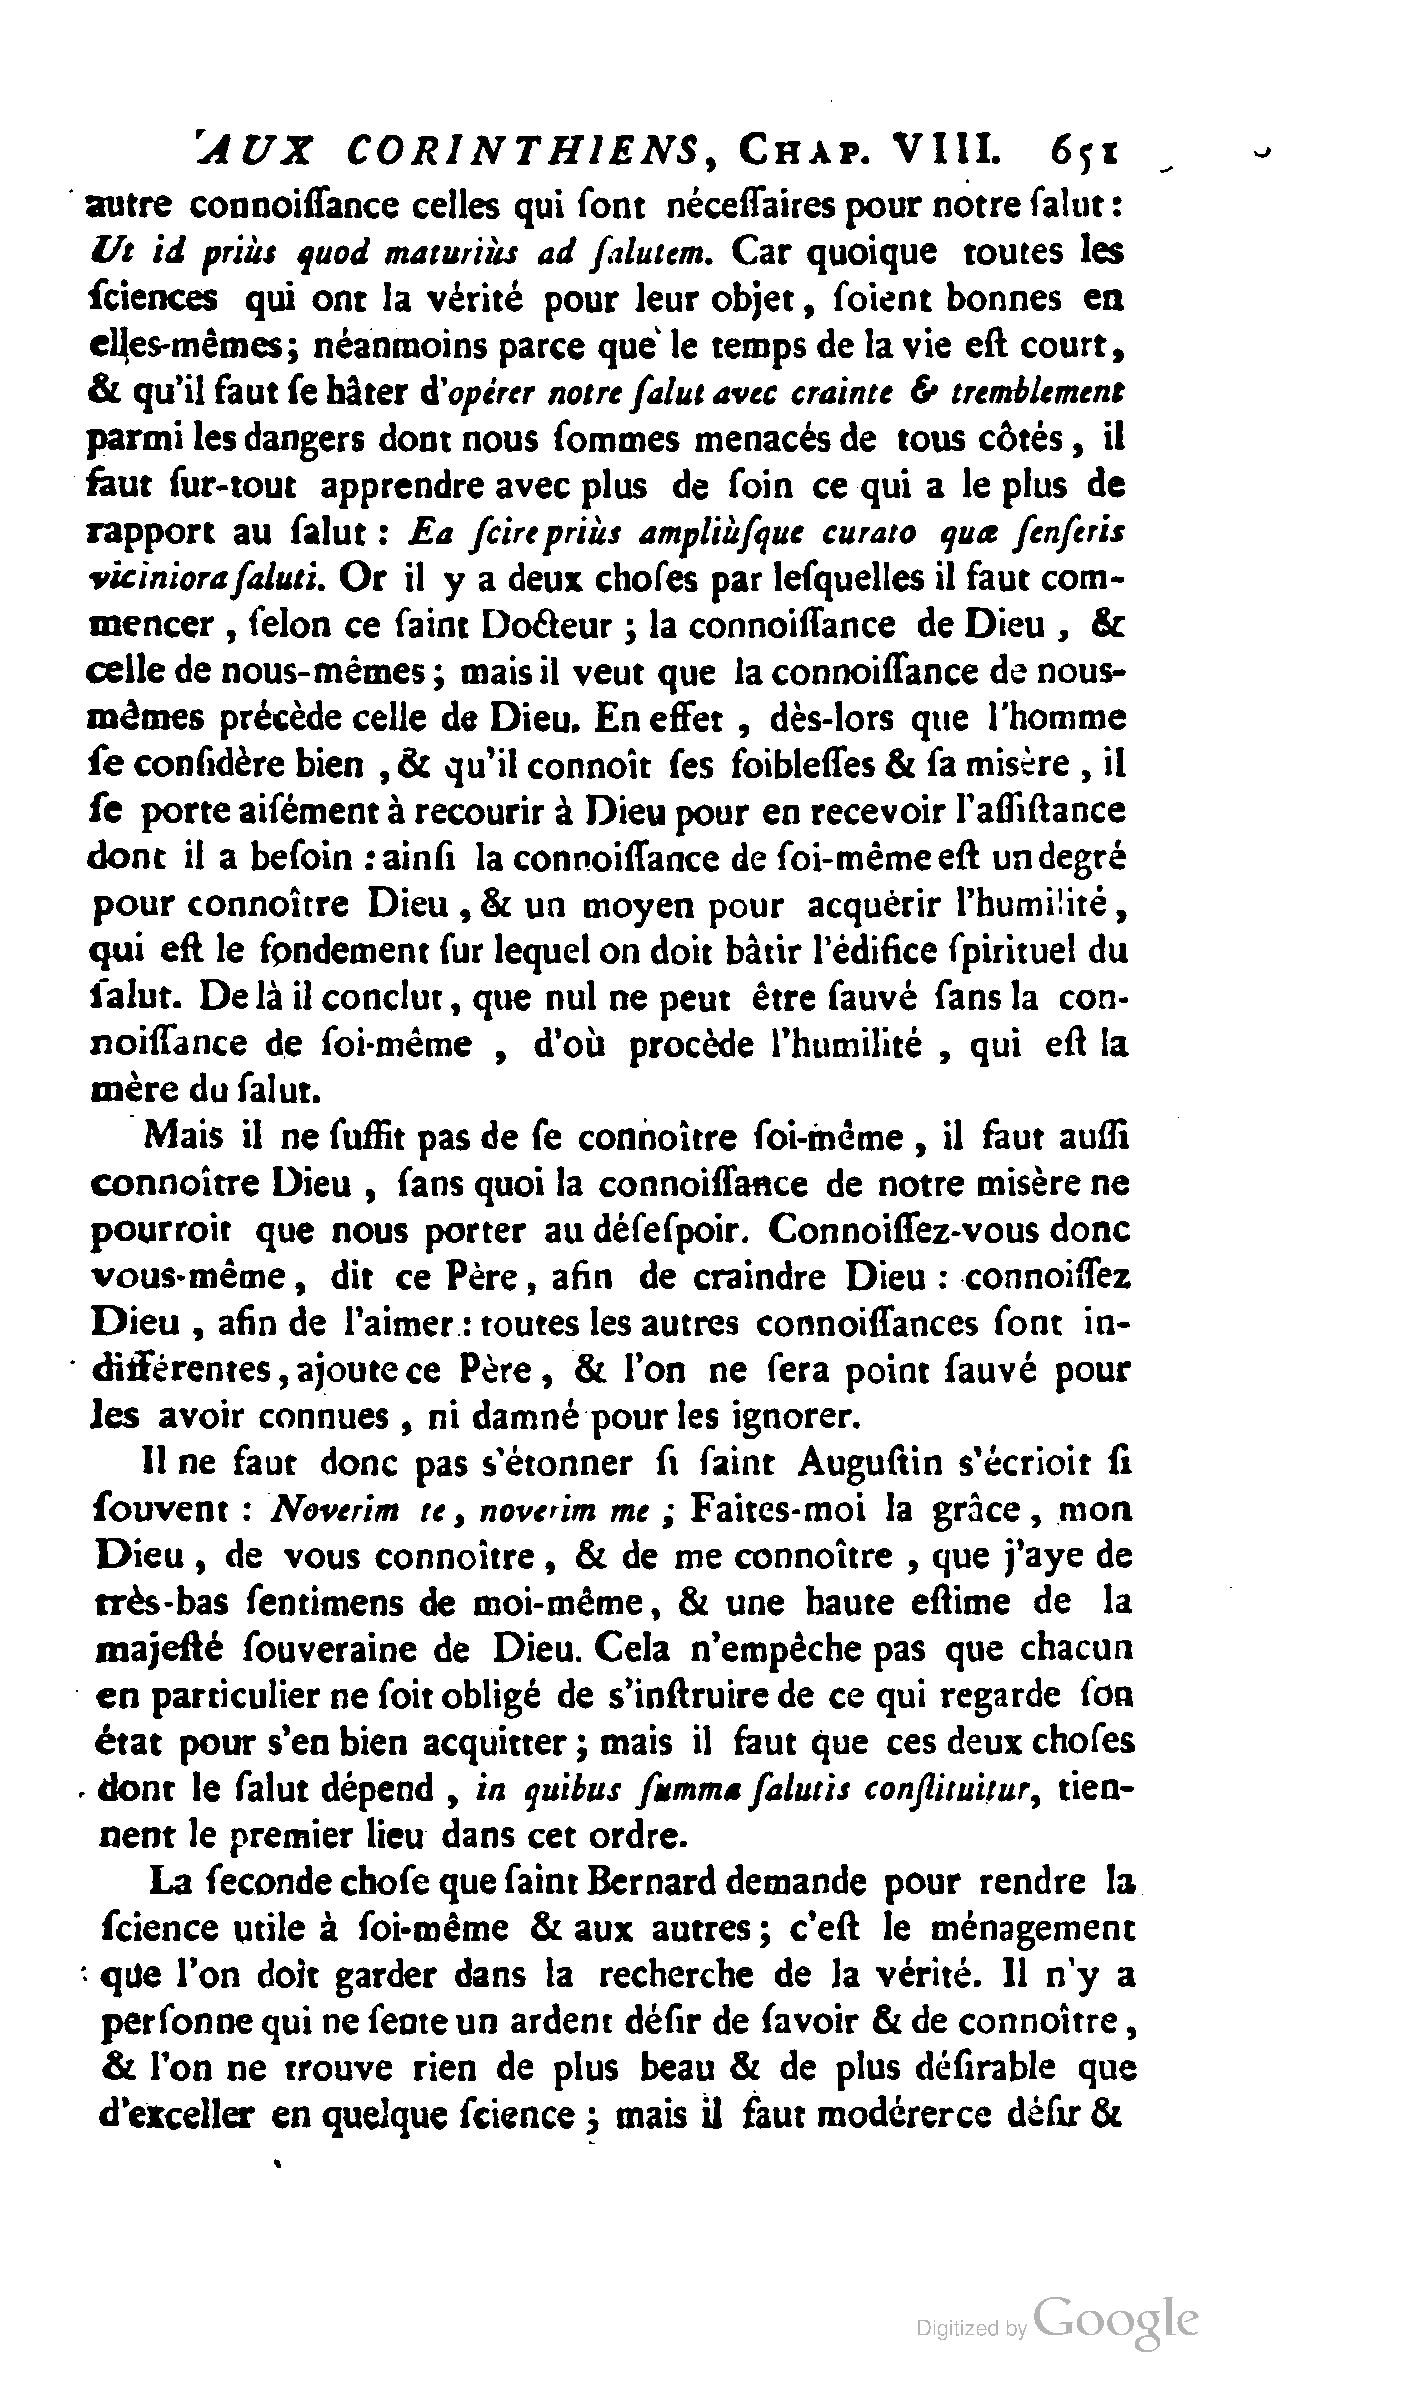 AUX CORINTHIENS, CHAP. VIII. 651
autre connoiſſance celles qui ſont néceſſaires pour notre ſalut :
Ut id priùs quod maturiùs ad ſalutem. Car quoique toutes les
ſciences qui ont la vérité pour leur objet, ſoient bonnes en
elles-mêmes; néanmoins parce que le temps de la vie eſt court,
& qu'il faut ſe hâter d'opérer notre ſalut avec crainte & tremblement
parmi les dangers dont nous ſommes menacés de tous côtés, il
faut ſur-tout apprendre avec plus de ſoin ce qui a le plus de
rapport au ſalut : Ea ſcire priùs ampliùſque curato quæ ſenſeris
viciniora ſaluti. Or il y a deux choſes par leſquelles il faut com-
mencer, ſelon ce ſaint Docteur ; la connoiſſance de Dieu, &
celle de nous-mêmes ; mais il veut que la connoiſſance de nous-
mêmes précède celle de Dieu. En effet, dès-lors que l'homme
ſe conſidère bien, & qu'il connoît ſes foibleſſes & ſa misère, il
ſe porte aiſément à recourir à Dieu pour en recevoir l'aſſiſtance
dont il a beſoin : ainſi la connoiſſance de ſoi-même eſt un degré
pour connoître Dieu, & un moyen pour acquérir l'humilité,
qui eſt le fondement ſur lequel on doit bâtir l'édifice ſpirituel du
ſalut. De là il conclut, que nul ne peut être ſauvé ſans la con-
noiſſance de ſoi-même, d'où procède l'humilité, qui eſt la
mère du ſalut.
Mais il ne ſuffit pas de ſe connoître ſoi-même, il faut auſſi
connoître Dieu, ſans quoi la connoiſſance de notre misère ne
pourroit que nous porter au déſeſpoir. Connoiſſez-vous donc
vous-même, dit ce Père, afin de craindre Dieu : connoiſſez
Dieu, afin de l'aimer : toutes les autres connoiſſances ſont in-
différentes, ajoute ce Père, & l'on ne ſera point ſauvé pour
les avoir connues, ni damné pour les ignorer.
Il ne faut donc pas s'étonner ſi ſaint Auguſtin s'écrioit ſi
ſouvent : Noverim te, noverim me ; Faites-moi la grâce, mon
Dieu, de vous connoître, & de me connoître, que j'aye de
très-bas ſentimens de moi-même, & une haute eſtime de la
majeſté ſouveraine de Dieu. Cela n'empêche pas que chacun
en particulier ne ſoit obligé de s'inſtruire de ce qui regarde ſon
état pour s'en bien acquitter ; mais il faut que ces deux choſes
dont le ſalut dépend, in quibus ſumma ſalutis conſtituitur, tien-
nent le premier lieu dans cet ordre.
La ſeconde choſe que ſaint Bernard demande pour rendre la
ſcience utile à ſoi-même & aux autres ; c'eſt le ménagement
que l'on doit garder dans la recherche de la vérité. Il n'y a
perſonne qui ne ſente un ardent déſir de ſavoir & de connoître,
& l'on ne trouve rien de plus beau & de plus déſirable que
d'exceller en quelque ſcience ; mais il faut modérer ce déſir &
Digitized by Google